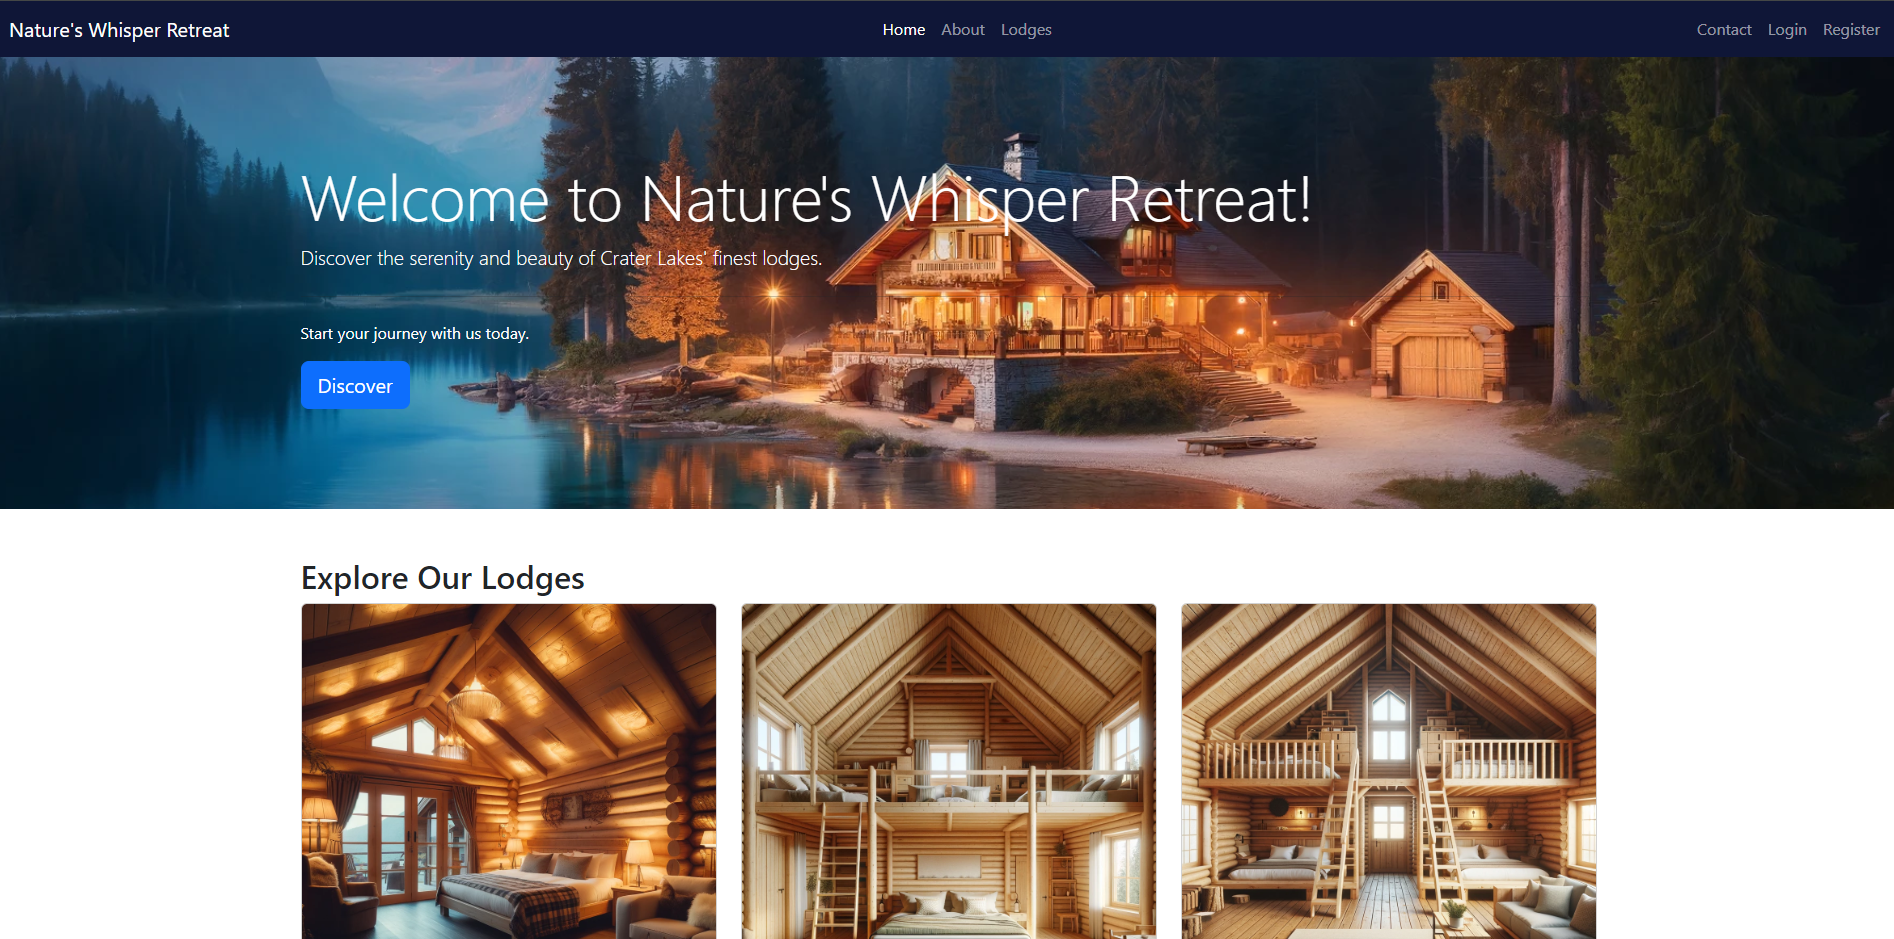 Nature's Whisper Retreat
Home About Lodges
Contact Login Register
Welcome to Nature's Whisper Retreat!
Discover the serenity and beauty of Crater Lakes' finest lodges.
Start your journey with us today.
Discover
Explore Our Lodges